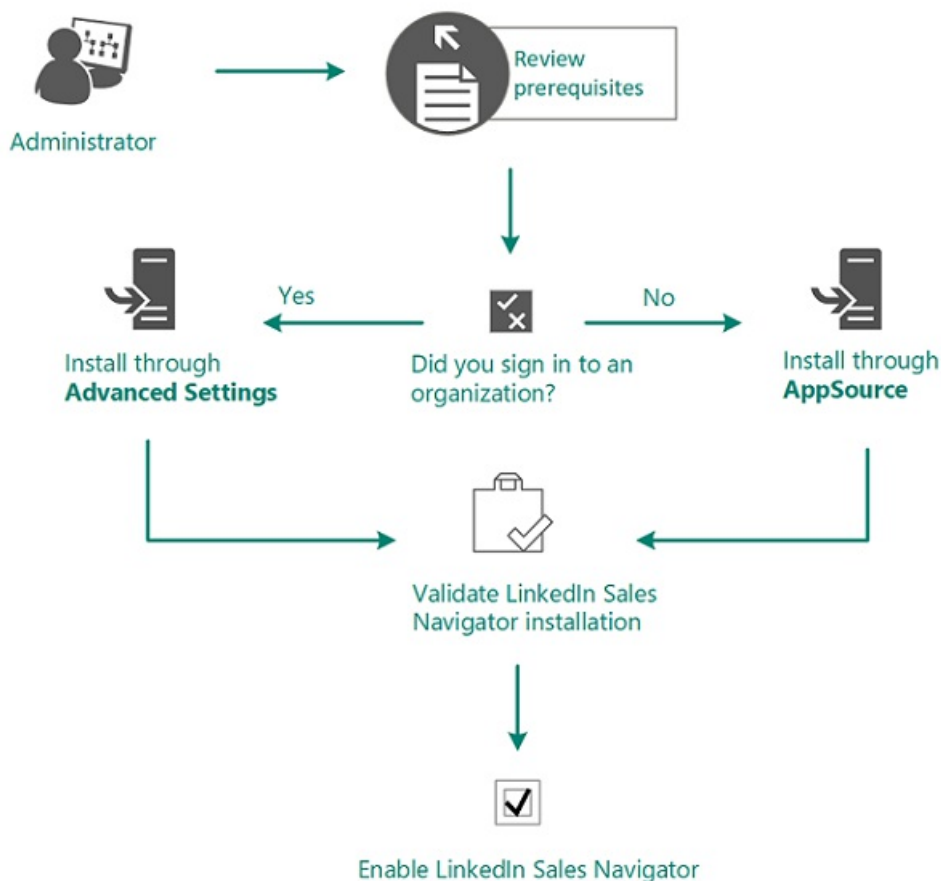 Administrator
Review
prerequisites
Yes
No
Install through
Advanced Settings
Did you sign in to an
organization?
Install through
AppSource
Validate LinkedIn Sales
Navigator installation
Enable LinkedIn Sales Navigator